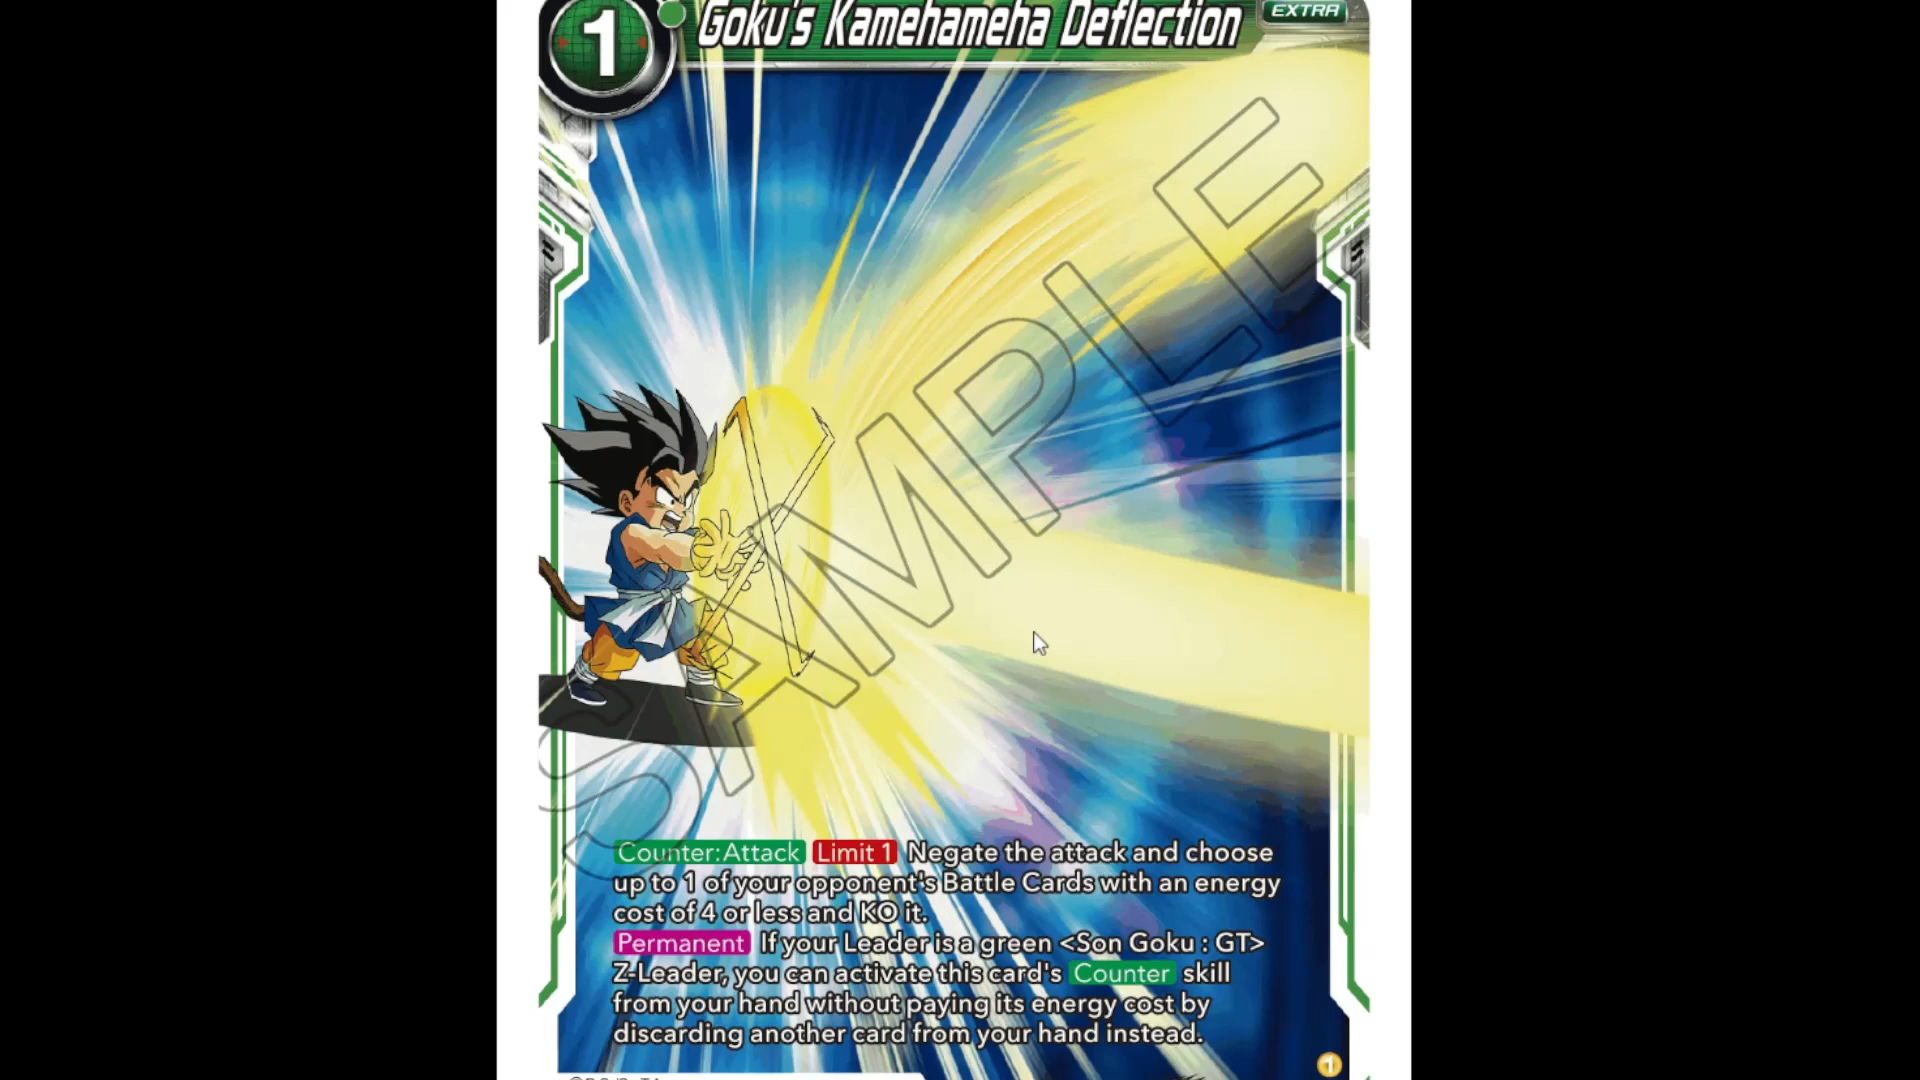 1
Goku's Kamehameha Deflection
EXTRA
SAMPLE
Counter:Attack Limit 1 Negate the attack and choose
up to 1 of your opponent's Battle Cards with an energy
cost of 4 or less and KO it.
Permanent If your Leader is a green <Son Goku : GT>
Z-Leader, you can activate this card's Counter skill
from your hand without paying its energy cost by
discarding another card from your hand instead.
1